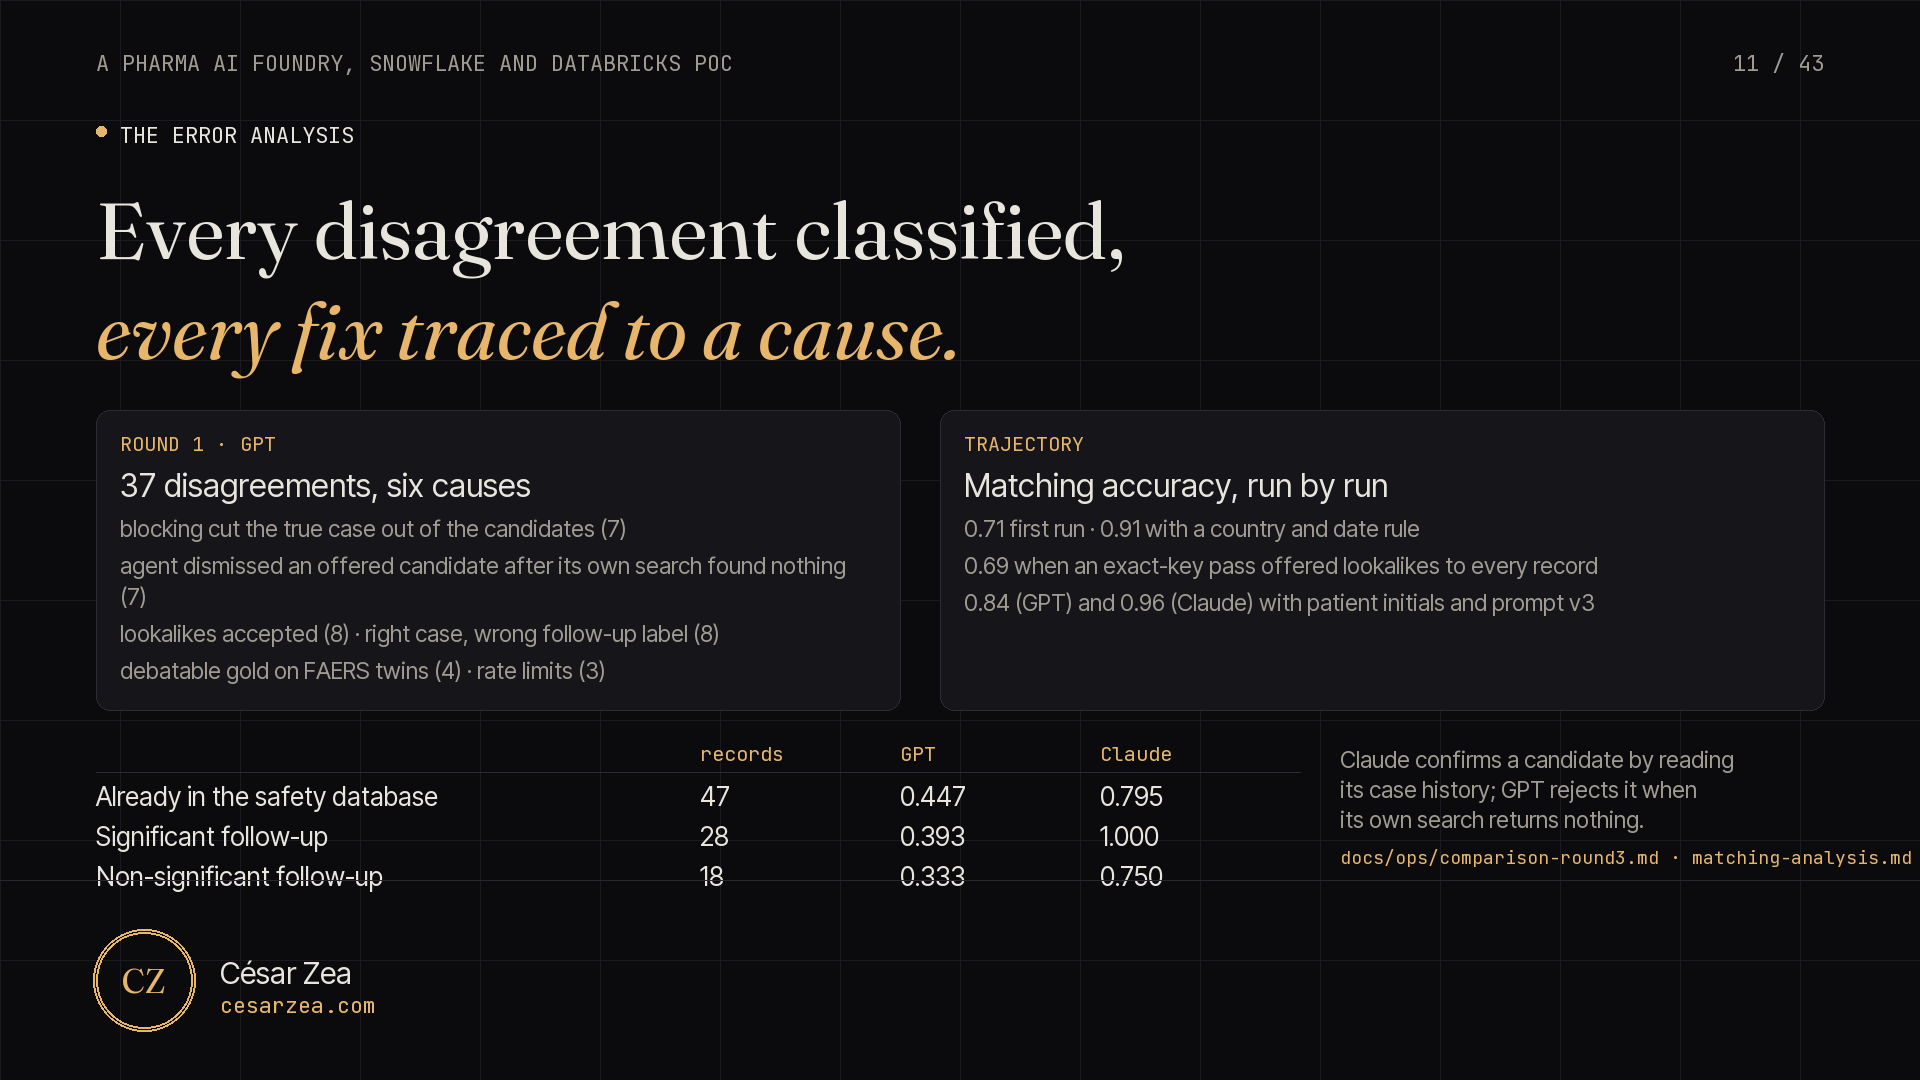 A PHARMA AI FOUNDRY, SNOWFLAKE AND DATABRICKS POC
11 / 43
THE ERROR ANALYSIS
Every disagreement classified,
every fix traced to a cause.
ROUND 1 · GPT
37 disagreements, six causes
blocking cut the true case out of the candidates (7)
agent dismissed an offered candidate after its own search found nothing
(7)
lookalikes accepted (8) · right case, wrong follow-up label (8)
debatable gold on FAERS twins (4) · rate limits (3)
TRAJECTORY
Matching accuracy, run by run
0.71 first run · 0.91 with a country and date rule
0.69 when an exact-key pass offered lookalikes to every record
0.84 (GPT) and 0.96 (Claude) with patient initials and prompt v3
records GPT Claude
Already in the safety database 47 0.447 0.795
Significant follow-up 28 0.393 1.000
Non-significant follow-up 18 0.333 0.750
Claude confirms a candidate by reading
its case history; GPT rejects it when
its own search returns nothing.
docs/ops/comparison-round3.md · matching-analysis.md
CZ
César Zea
cesarzea.com